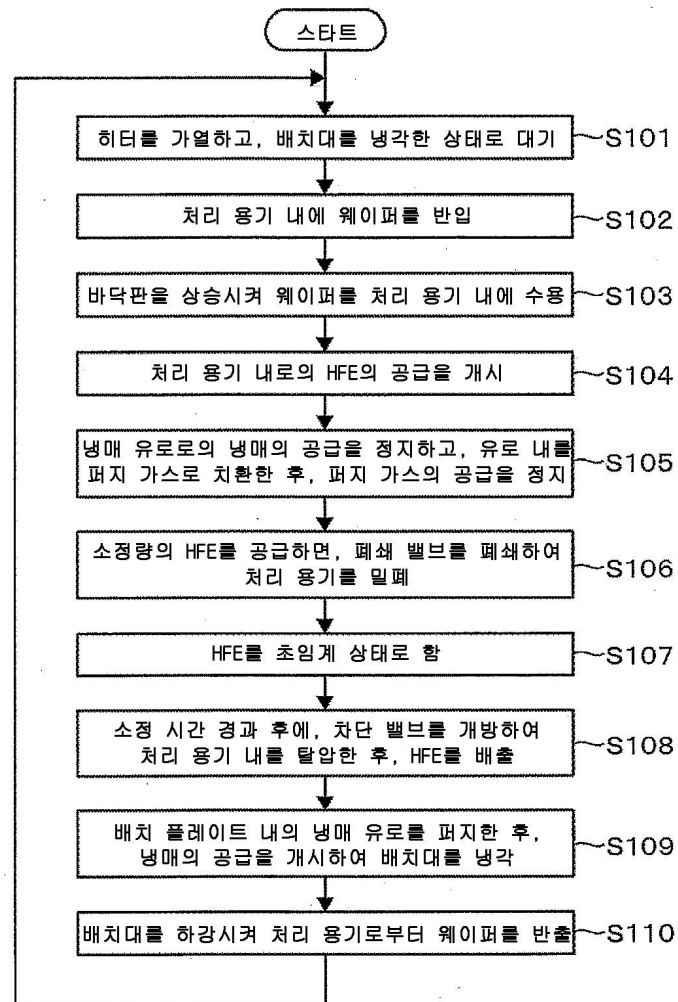 스타트
히터를 가열하고, 배치대를 냉각한 상태로 대기
S101
처리 용기 내에 웨이퍼를 반입
S102
바닥판을 상승시켜 웨이퍼를 처리 용기 내에 수용
S103
처리 용기 내로의 HFE의 공급을 개시
S104
냉매 유로로의 냉매의 공급을 정지하고, 유로 내를
퍼지 가스로 치환한 후, 퍼지 가스의 공급을 정지
S105
소정량의 HFE를 공급하면, 폐쇄 밸브를 폐쇄하여
처리 용기를 밀폐
S106
HFE를 초임계 상태로 함
S107
소정 시간 경과 후에, 차단 밸브를 개방하여
처리 용기 내를 탈압한 후, HFE를 배출
S108
배치 플레이트 내의 냉매 유로를 퍼지한 후,
냉매의 공급을 개시하여 배치대를 냉각
S109
배치대를 하강시켜 처리 용기로부터 웨이퍼를 반출
S110